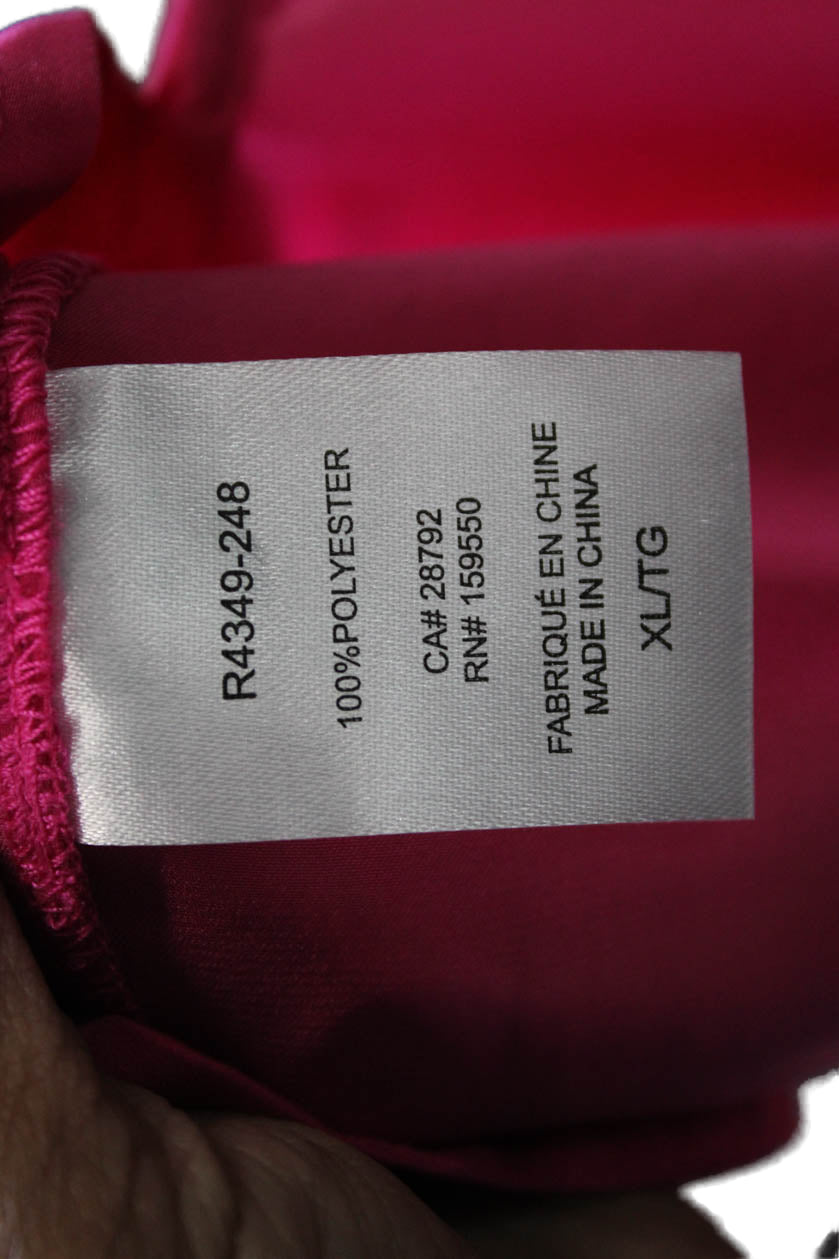 R4349-248
100%POLYESTER
CA# 28792
RN# 159550
FABRIQUÉ EN CHINE
MADE IN CHINA
XL/TG